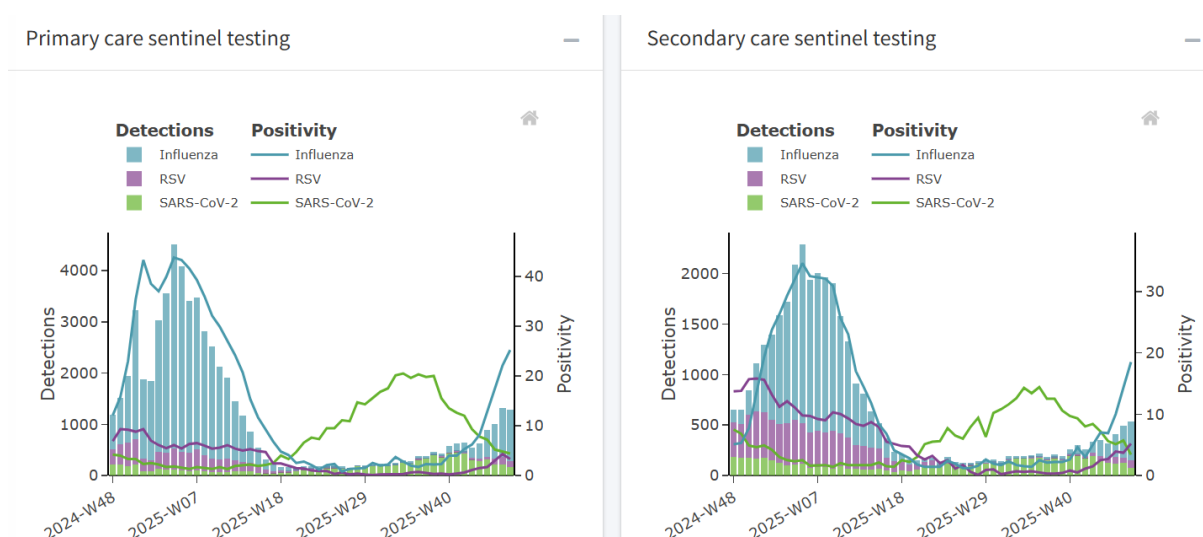 Primary care sentinel testing
Detections Positivity
Influenza Influenza
RSV RSV
SARS-CoV-2 SARS-CoV-2
4000
3000
2000
1000
0
Detections
40
30
20
10
0
Positivity
2024-W48
2025-W07
2025-W18
2025-W29
2025-W40
Secondary care sentinel testing
Detections Positivity
Influenza Influenza
RSV RSV
SARS-CoV-2 SARS-CoV-2
2000
1500
1000
500
0
Detections
30
20
10
0
Positivity
2024-W48
2025-W07
2025-W18
2025-W29
2025-W40